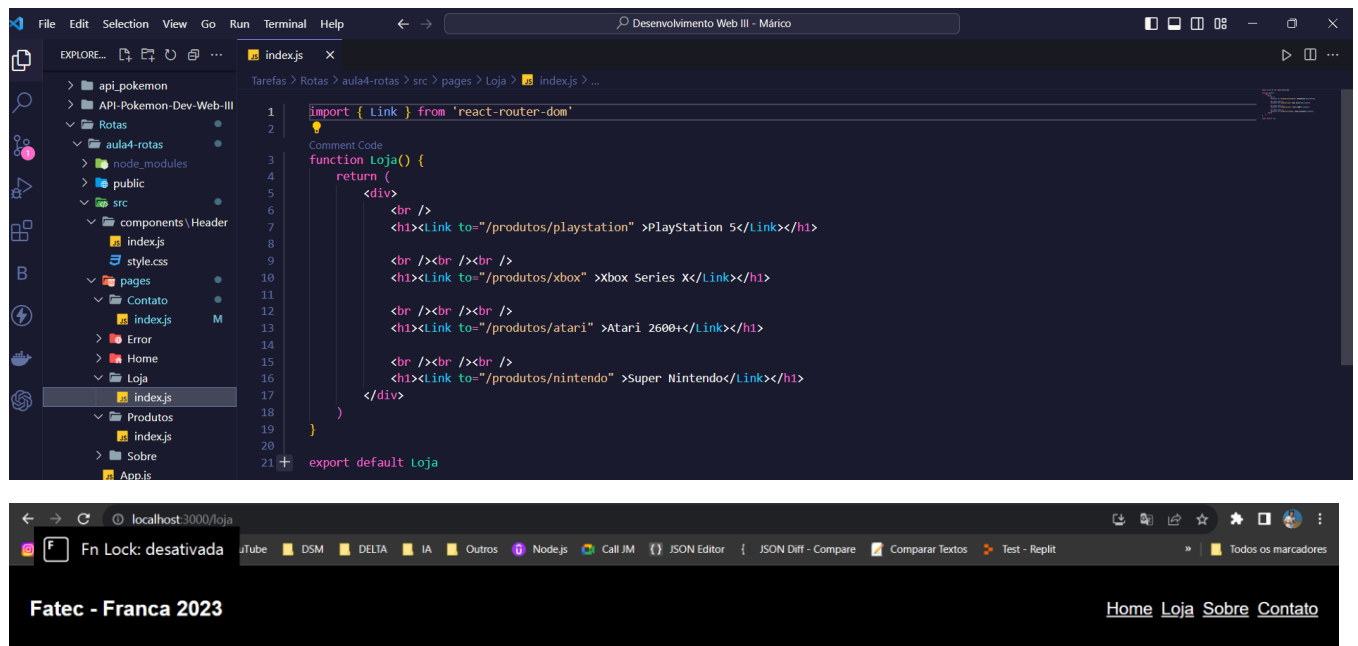 File Edit Selection View Go Run Terminal Help
Desenvolvimento Web III - Márico
EXPLORE...
index.js
Tarefas > Rotas > aula4-rotas > src > pages > Loja > index.js > ...
api_pokemon
API-Pokemon-Dev-Web-III
Rotas
aula4-rotas
node_modules
public
src
components\Header
index.js
style.css
pages
Contato
index.js M
Error
Home
Loja
index.js
Produtos
index.js
Sobre
App.js
1 import { Link } from 'react-router-dom'
2
Comment Code
3 function Loja() {
4 return (
5 <div>
6 <br />
7 <h1><Link to="/produtos/playstation" >PlayStation 5</Link></h1>
8
9 <br /><br /><br />
10 <h1><Link to="/produtos/xbox" >Xbox Series X</Link></h1>
11
12 <br /><br /><br />
13 <h1><Link to="/produtos/atari" >Atari 2600+</Link></h1>
14
15 <br /><br /><br />
16 <h1><Link to="/produtos/nintendo" >Super Nintendo</Link></h1>
17 </div>
18 )
19 }
20
21 export default Loja
localhost:3000/loja
F Fn Lock: desativada uTube DSM DELTA IA Outros Node.js Call JM JSON Editor JSON Diff - Compare Comparar Textos Test - Replit » Todos os marcadores
Fatec - Franca 2023 Home Loja Sobre Contato